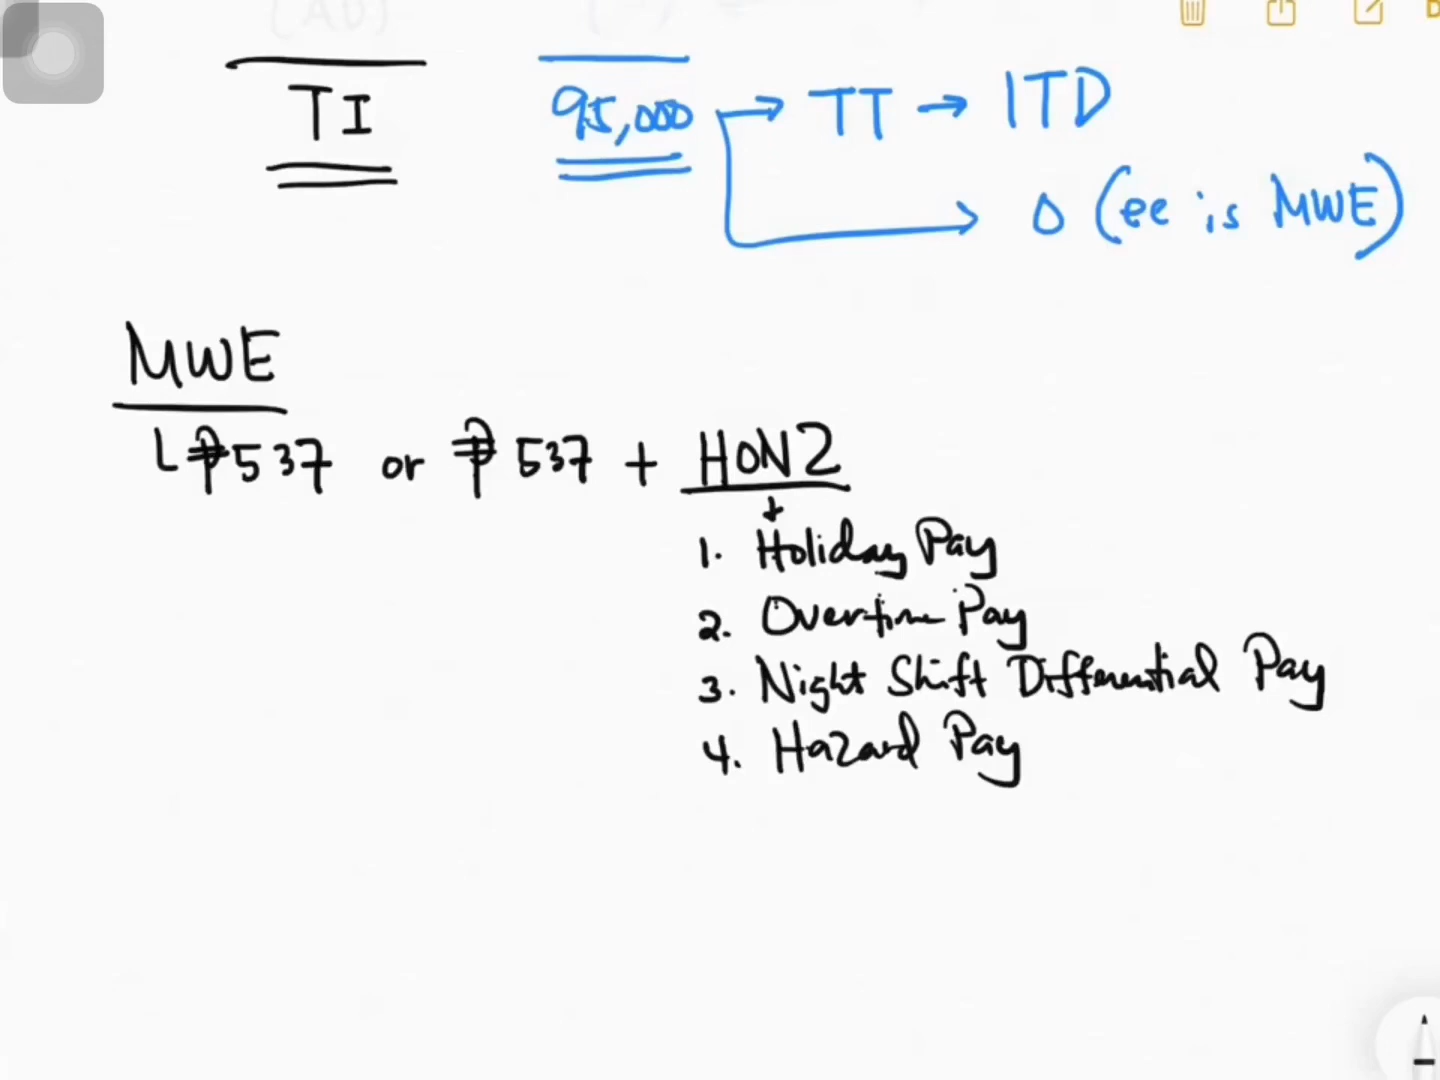 TI 95,000 → TT → ITD
→ 0 (ee is MWE)
MWE
₱537 or ₱537 + HON2
1. Holiday Pay
2. Overtime Pay
3. Night Shift Differential Pay
4. Hazard Pay